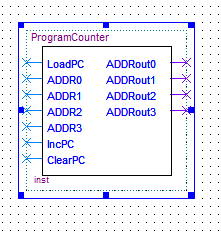 ProgramCounter
LoadPC ADDRout0
ADDR0 ADDRout1
ADDR1 ADDRout2
ADDR2 ADDRout3
ADDR3
IncPC
ClearPC
inst